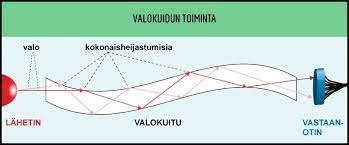 VALOKUIDUN TOIMINTA
valo
kokonaisheijastumisia
LÄHETIN
VALOKUITU
VASTAAN-
OTIN